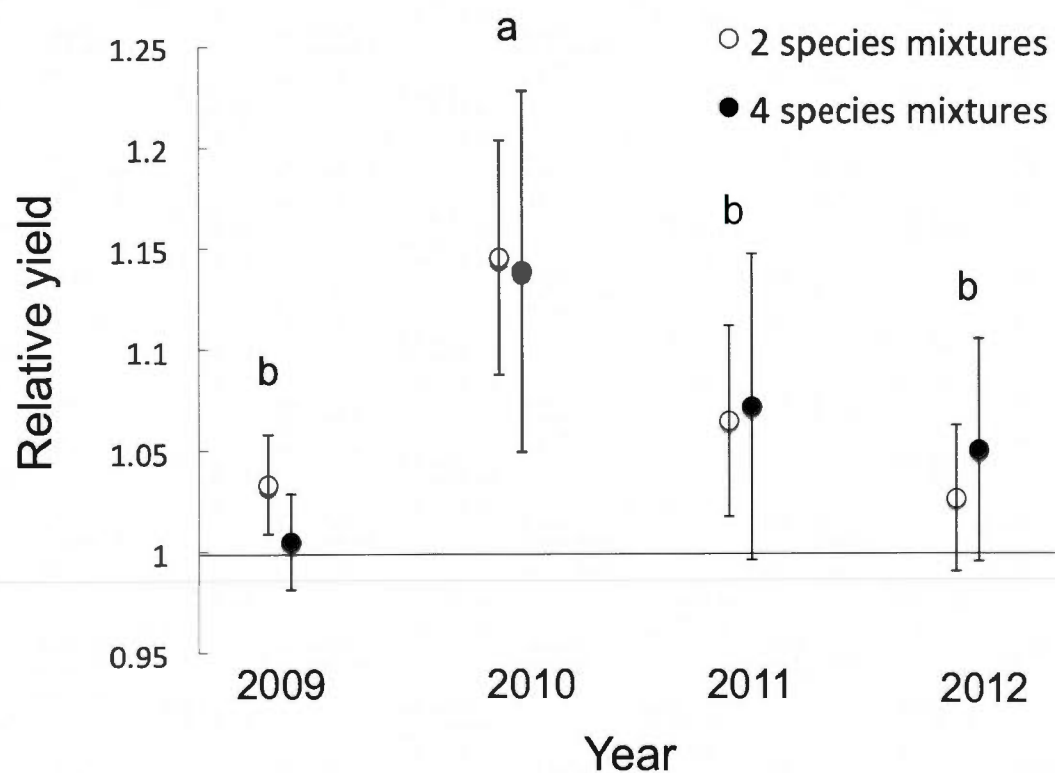 a
2 species mixtures
4 species mixtures
1.25
1.2
1.15
1.1
1.05
1
0.95
Relative yield
b
b
b
2009
2010
2011
2012
Year